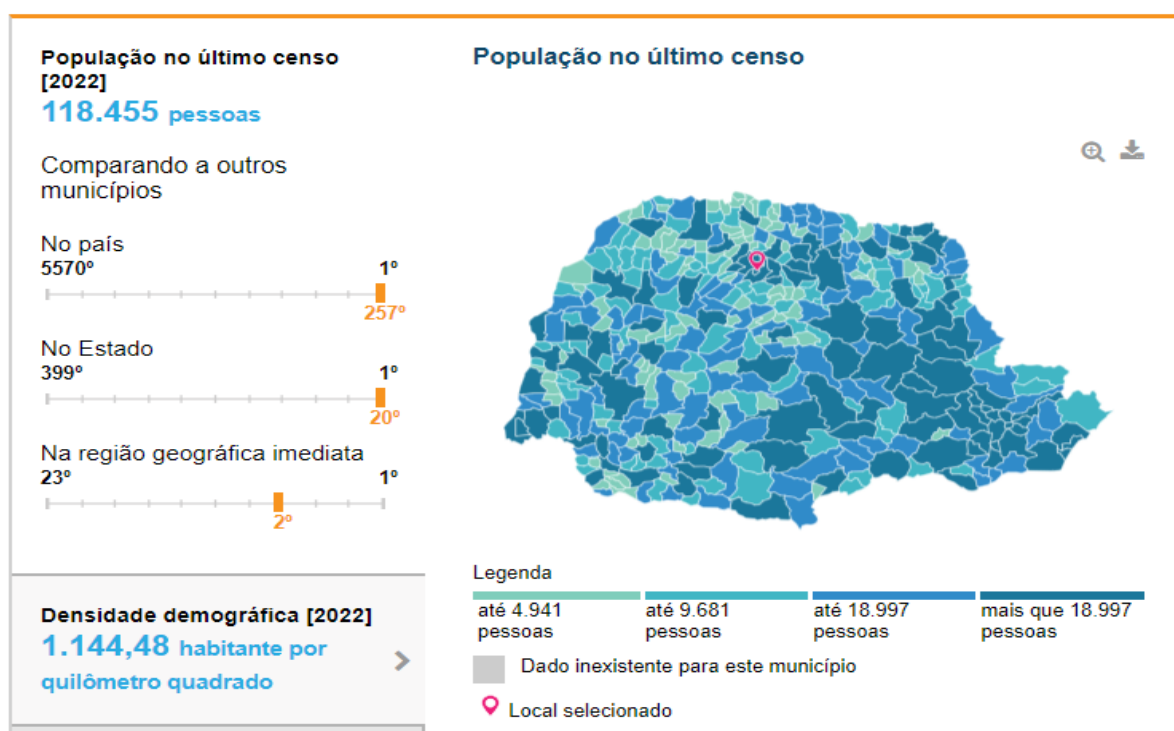 População no último censo
[2022]
118.455 pessoas
Comparando a outros
municípios
No país
5570º 1º
257º
No Estado
399º 1º
20º
Na região geográfica imediata
23º 1º
2º
Densidade demográfica [2022]
1.144,48 habitante por
quilômetro quadrado
População no último censo
Legenda
até 4.941
pessoas
até 9.681
pessoas
até 18.997
pessoas
mais que 18.997
pessoas
Dado inexistente para este município
Local selecionado